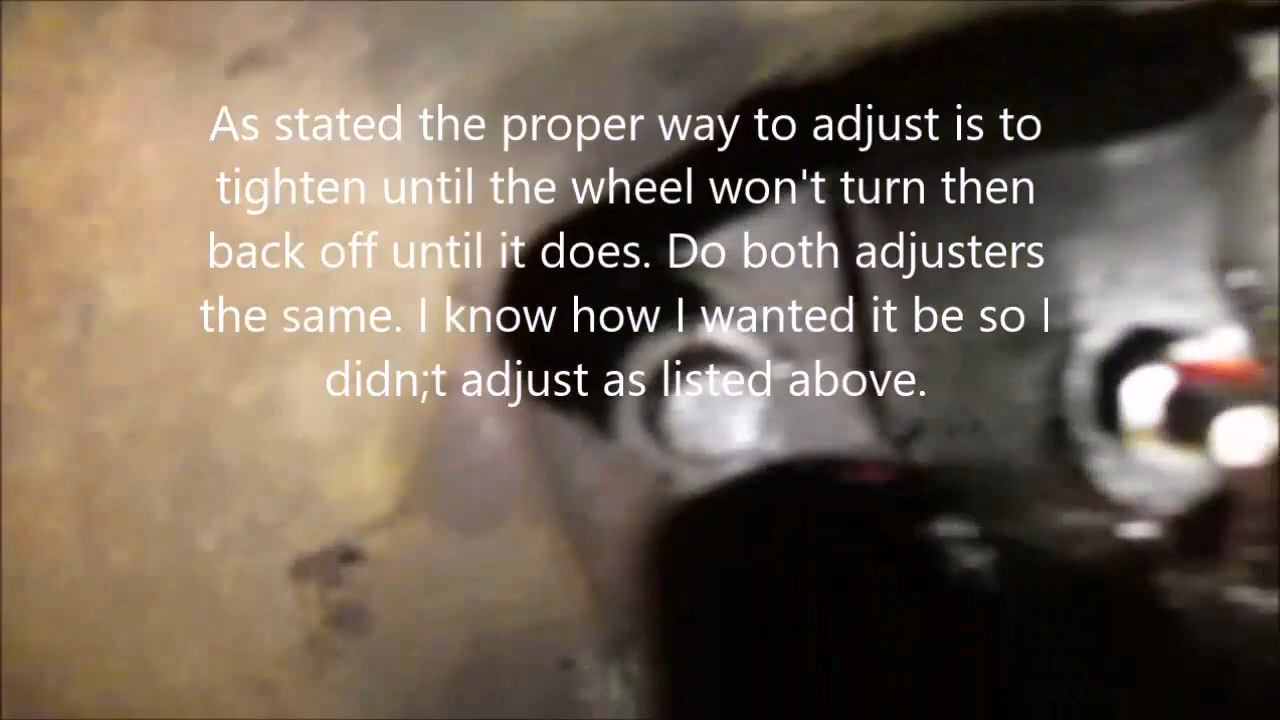 As stated the proper way to adjust is to
tighten until the wheel won't turn then
back off until it does. Do both adjusters
the same. I know how I wanted it be so I
didn;t adjust as listed above.